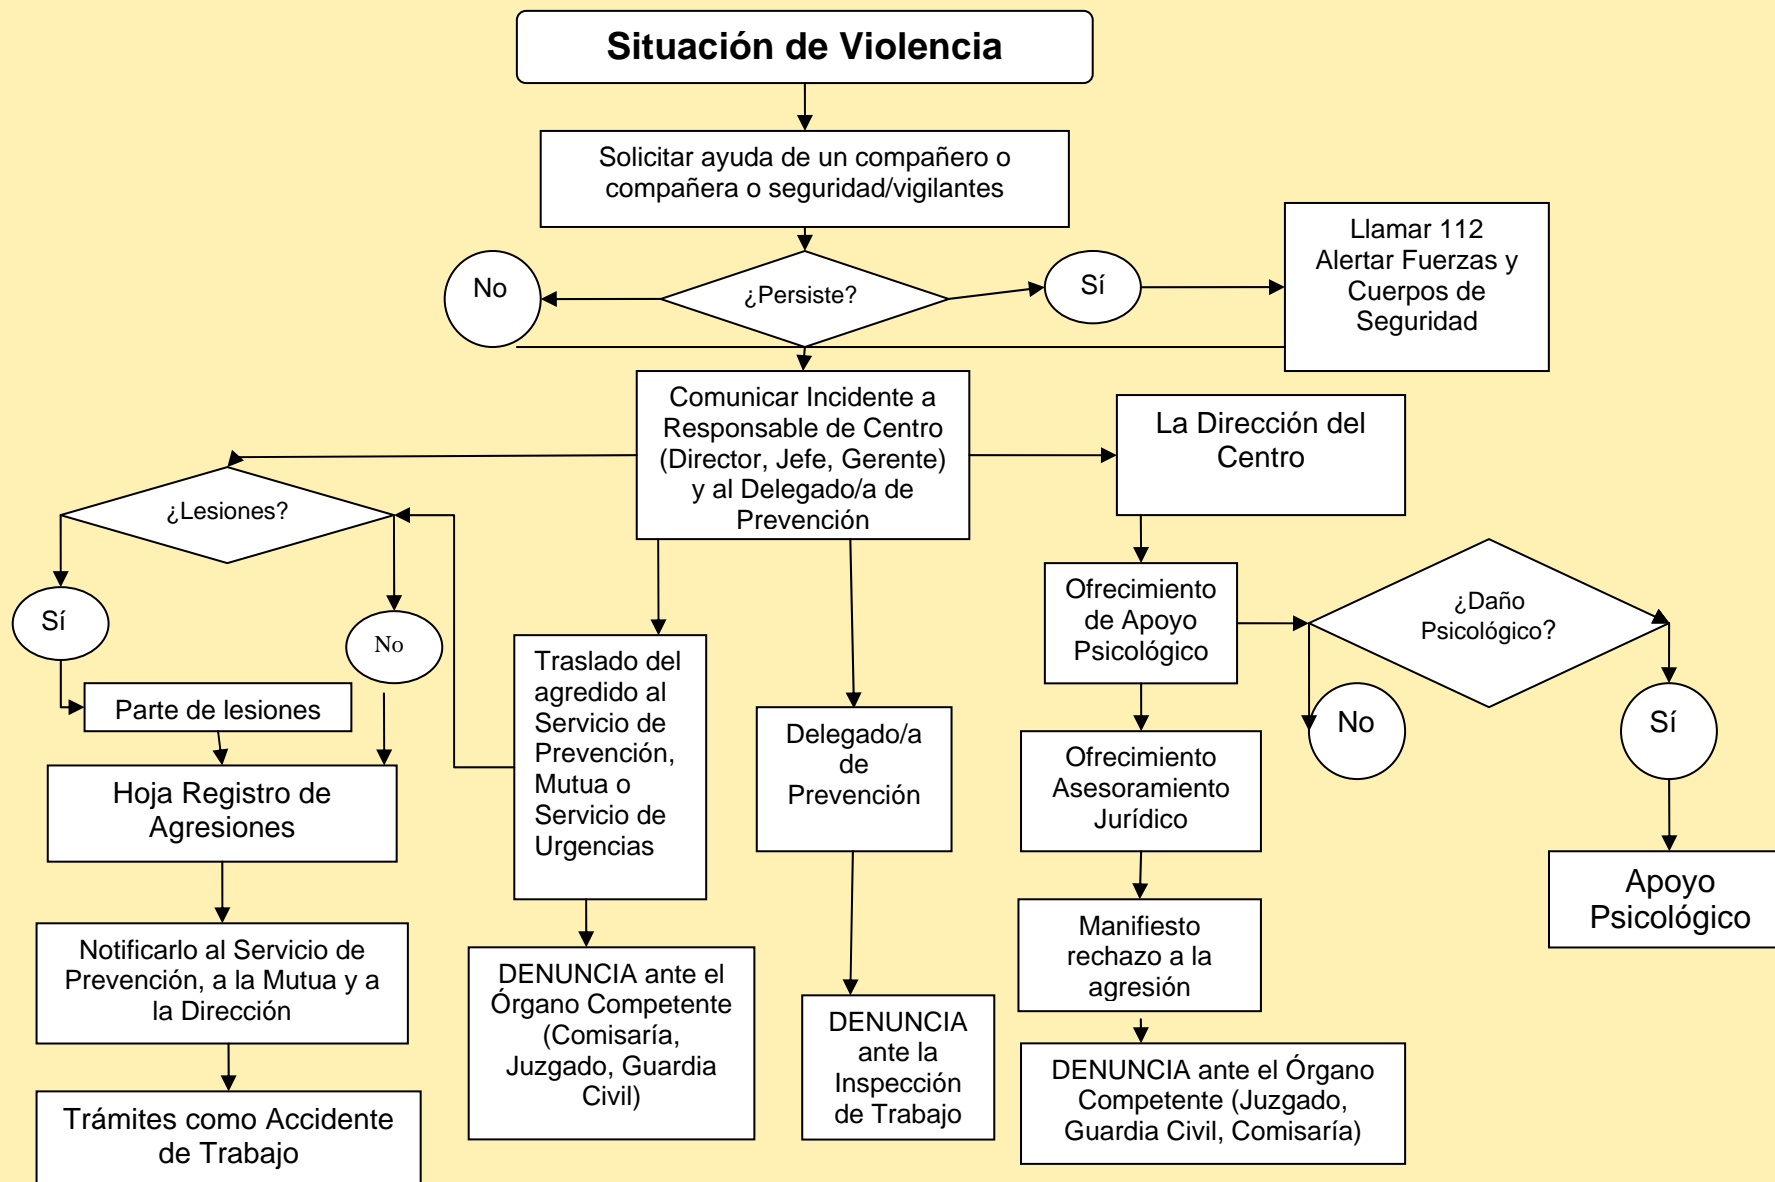 Situación de Violencia
Solicitar ayuda de un compañero o
compañera o seguridad/vigilantes
No
¿Persiste?
Sí
Llamar 112
Alertar Fuerzas y
Cuerpos de
Seguridad
Comunicar Incidente a
Responsable de Centro
(Director, Jefe, Gerente)
y al Delegado/a de
Prevención
La Dirección del
Centro
¿Lesiones?
Sí
No
Parte de lesiones
Hoja Registro de
Agresiones
Notificarlo al Servicio de
Prevención, a la Mutua y a
la Dirección
Trámites como Accidente
de Trabajo
Traslado del
agredido al
Servicio de
Prevención,
Mutua o
Servicio de
Urgencias
DENUNCIA ante el
Órgano Competente
(Comisaría,
Juzgado, Guardia
Civil)
Delegado/a
de
Prevención
DENUNCIA
ante la
Inspección
de Trabajo
Ofrecimiento
de Apoyo
Psicológico
Ofrecimiento
Asesoramiento
Jurídico
Manifiesto
rechazo a la
agresión
DENUNCIA ante el Órgano
Competente (Juzgado,
Guardia Civil, Comisaría)
¿Daño
Psicológico?
No
Sí
Apoyo
Psicológico